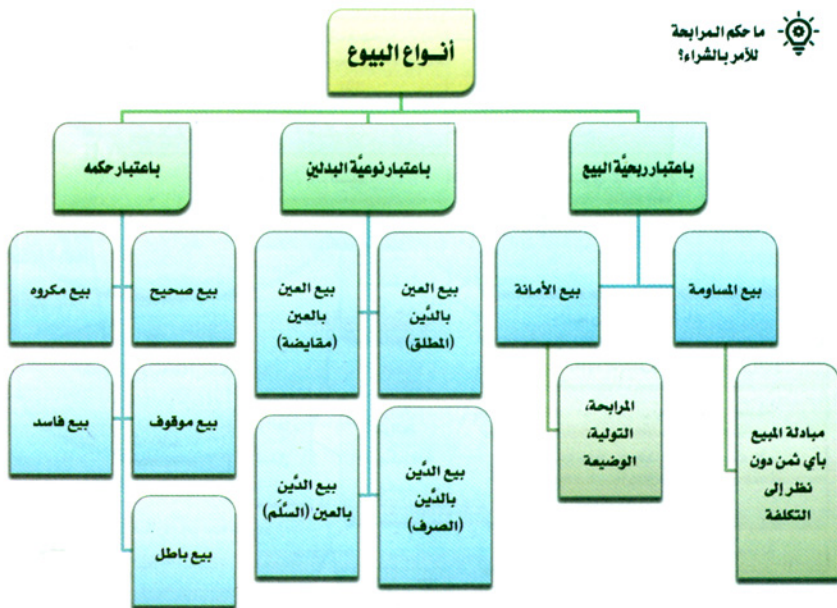 ما حكم المرابحة
للآمر بالشراء؟
أنـواع البيوع
باعتبار ربحيَّة البيع
باعتبار نوعيَّة البدلينِ
باعتبار حكمه
بيع المساومة
بيع الأمانة
مبادلة المبيع
بأي ثمن دون
نظر إلى
التكلفة
المرابحة،
التولية،
الوضيعة
بيع العين
بالدَّين
(المطلق)
بيع العين
بالعين
(مقايضة)
بيع الدَّين
بالدَّين
(الصرف)
بيع الدَّين
بالعين (السَّلَم)
بيع صحيح
بيع مكروه
بيع موقوف
بيع فاسد
بيع باطل